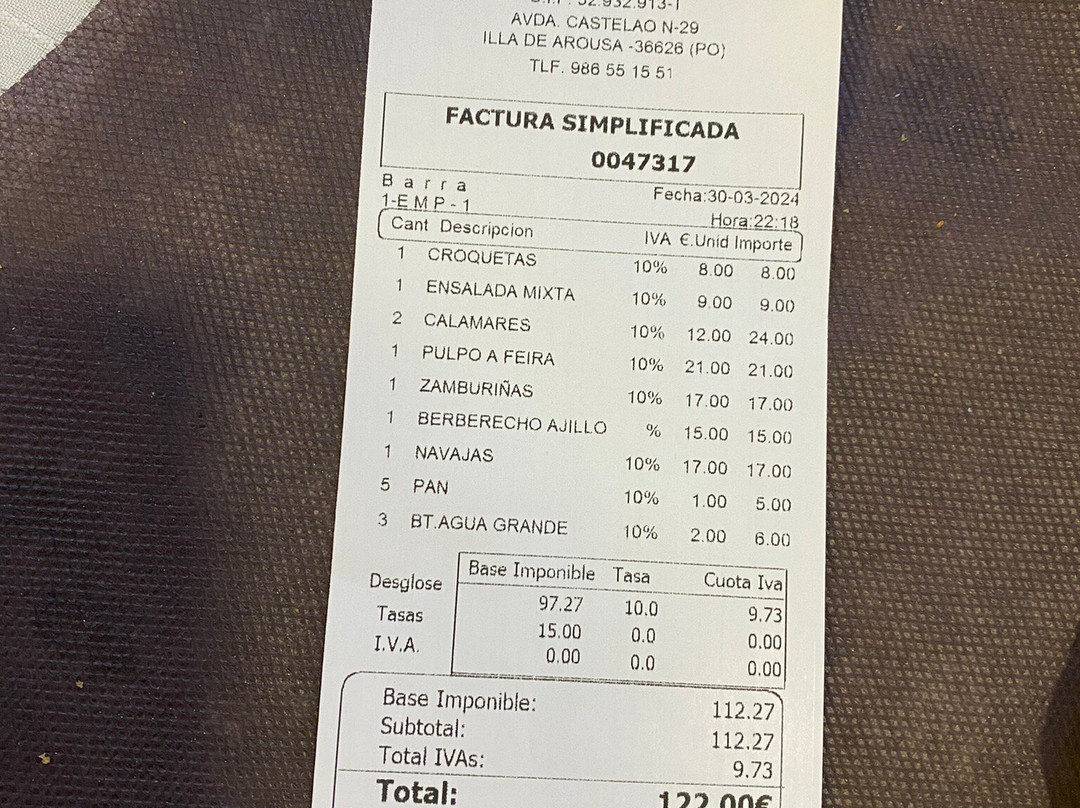 AVDA. CASTELAO N-29
ILLA DE AROUSA -36626 (PO)
TLF. 986 55 15 51
FACTURA SIMPLIFICADA
0047317
Barra Fecha:30-03-2024
1-EMP-1 Hora:22:18
Cant Descripcion IVA €.Unid Importe
1 CROQUETAS 10% 8.00 8.00
1 ENSALADA MIXTA 10% 9.00 9.00
2 CALAMARES 10% 12.00 24.00
1 PULPO A FEIRA 10% 21.00 21.00
1 ZAMBURIÑAS 10% 17.00 17.00
1 BERBERECHO AJILLO % 15.00 15.00
1 NAVAJAS 10% 17.00 17.00
5 PAN 10% 1.00 5.00
3 BT.AGUA GRANDE 10% 2.00 6.00
Base Imponible Tasa Cuota Iva
Desglose 97.27 10.0 9.73
Tasas 15.00 0.0 0.00
I.V.A. 0.00 0.0 0.00
Base Imponible: 112.27
Subtotal: 112.27
Total IVAs: 9.73
Total: 122.00€